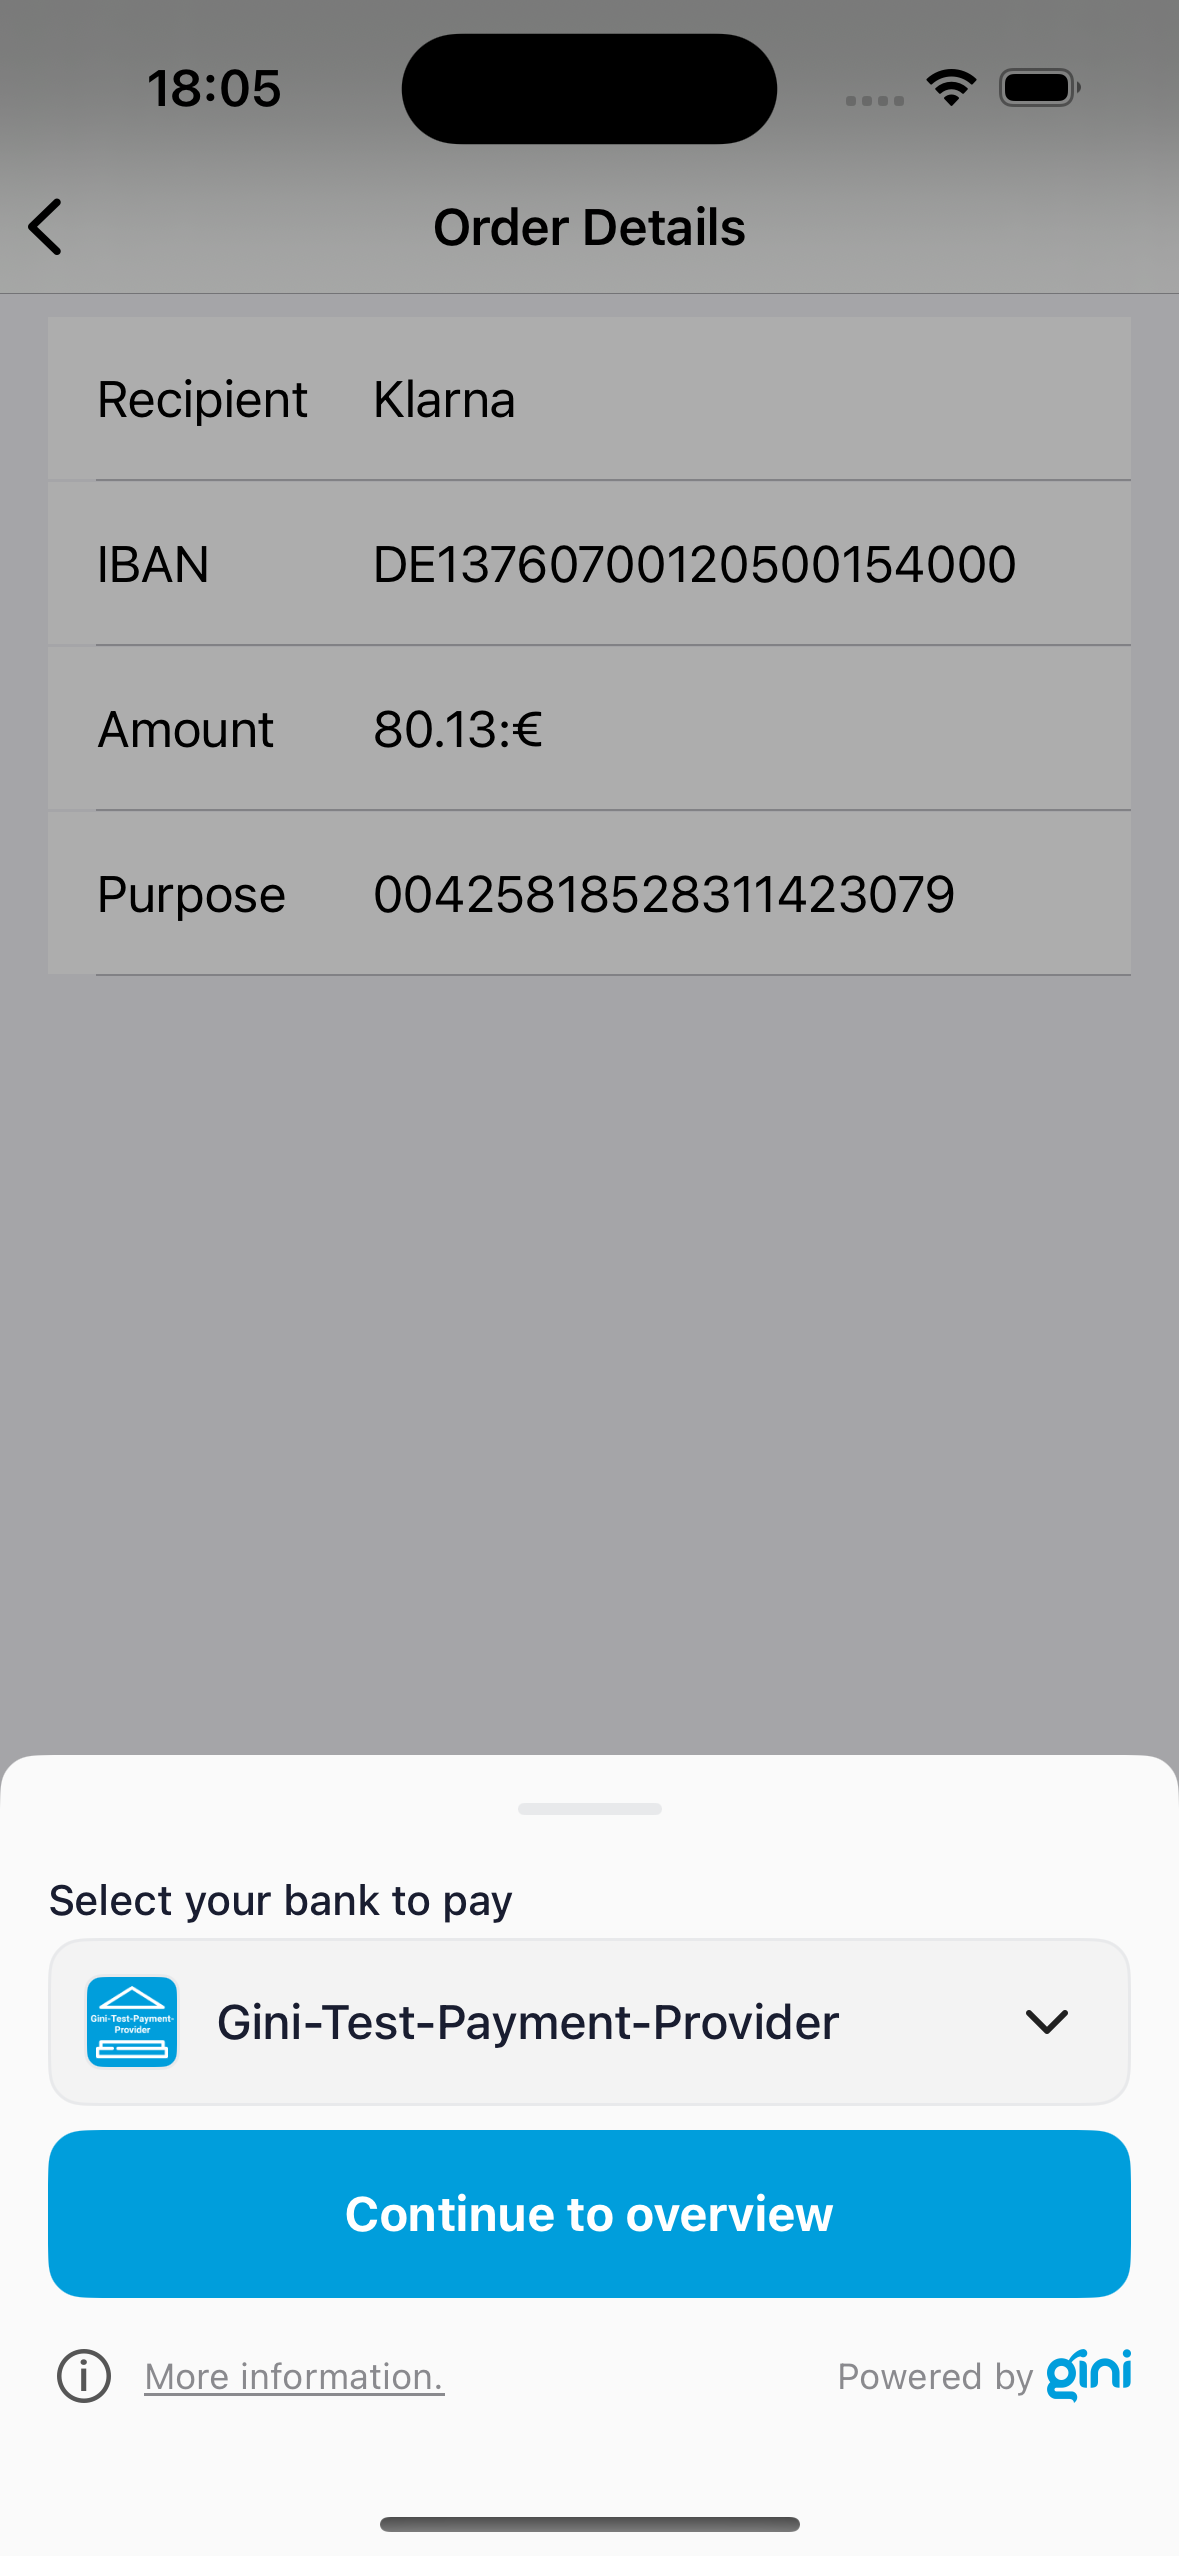 18:05
Order Details
Recipient Klarna
IBAN DE13760700120500154000
Amount 80.13:€
Purpose 00425818528311423079
Select your bank to pay
Gini-Test-Payment-
Provider
Gini-Test-Payment-Provider
Continue to overview
More information.
Powered by gini